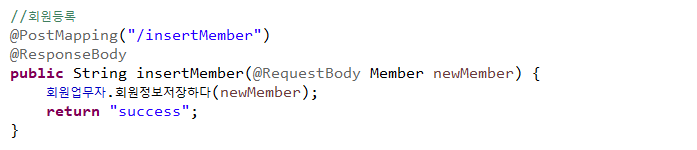 //회원등록
@PostMapping("/insertMember")
@ResponseBody
public String insertMember(@RequestBody Member newMember) {
    회원업무자.회원정보저장하다(newMember);
    return "success";
}